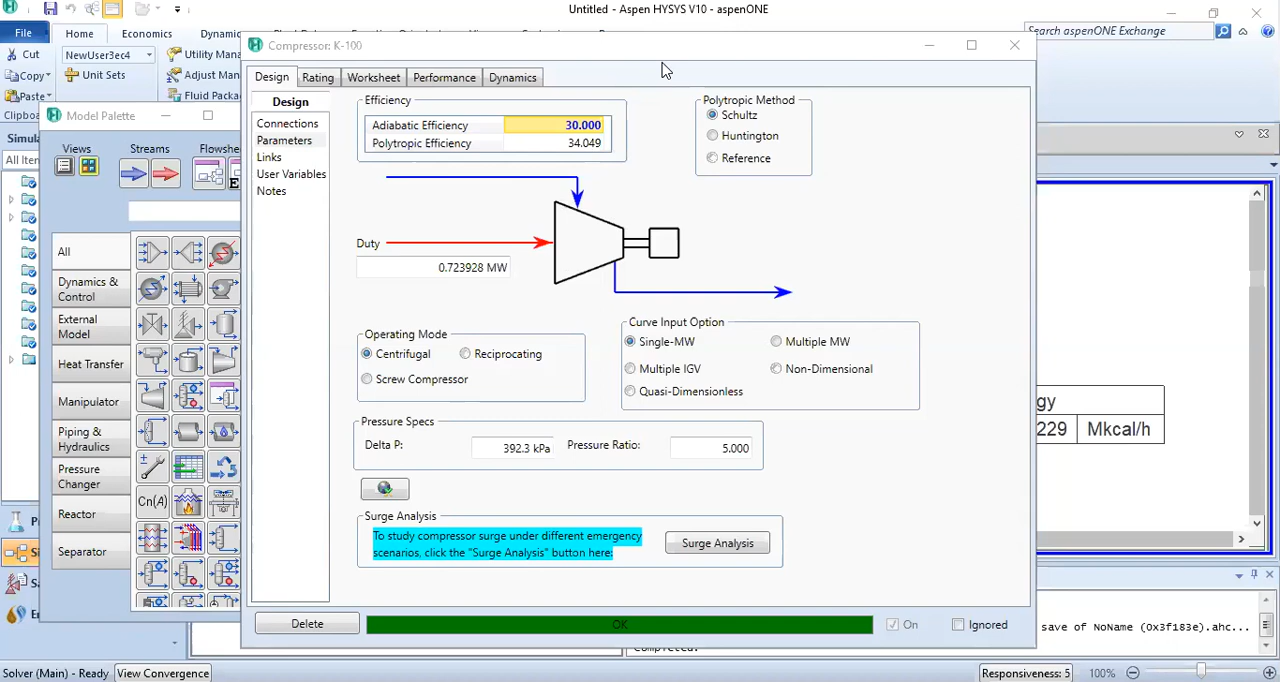 Untitled - Aspen HYSYS V10 - aspenONE
File
Home
Economics
Search aspenONE Exchange
Cut
NewUser3ec4
Utility Mana
Copy
Unit Sets
Adjust Man
Paste
Fluid Packa
Clipboa
Simula
All Iter
Model Palette
Views
Streams
Flowshe
All
Dynamics &
Control
External
Model
Heat Transfer
Manipulator
Piping &
Hydraulics
Pressure
Changer
Reactor
Separator
Cn(A)
Compressor: K-100
Design
Rating
Worksheet
Performance
Dynamics
Design
Connections
Parameters
Links
User Variables
Notes
Efficiency
Adiabatic Efficiency 30.000
Polytropic Efficiency 34.049
Polytropic Method
Schultz
Huntington
Reference
Duty
0.723928 MW
Operating Mode
Centrifugal
Reciprocating
Screw Compressor
Curve Input Option
Single-MW
Multiple MW
Multiple IGV
Non-Dimensional
Quasi-Dimensionless
Pressure Specs
Delta P: 392.3 kPa Pressure Ratio: 5.000
Surge Analysis
To study compressor surge under different emergency
scenarios, click the "Surge Analysis" button here:
Surge Analysis
Delete
OK
On
Ignored
gy
229 Mkcal/h
save of NoName (0x3f183e).ahc...
Completed.
Solver (Main) - Ready
View Convergence
Responsiveness: 5
100%